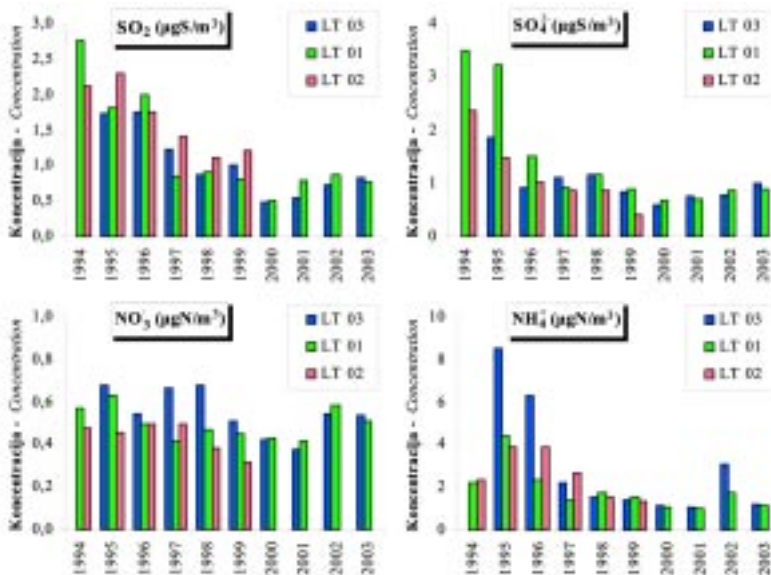 SO₂ (µgS/m³)
LT 03
LT 01
LT 02
Koncentracija - Concentration
3,0
2,5
2,0
1,5
1,0
0,5
0,0
1994 1995 1996 1997 1998 1999 2000 2001 2002 2003
SO₄⁻ (µgS/m³)
LT 03
LT 01
LT 02
Koncentracija - Concentration
4
3
2
1
0
1994 1995 1996 1997 1998 1999 2000 2001 2002 2003
NO₃⁻ (µgN/m³)
LT 03
LT 01
LT 02
Koncentracija - Concentration
1,0
0,8
0,6
0,4
0,2
0,0
1994 1995 1996 1997 1998 1999 2000 2001 2002 2003
NH₄⁺ (µgN/m³)
LT 03
LT 01
LT 02
Koncentracija - Concentration
10
8
6
4
2
0
1994 1995 1996 1997 1998 1999 2000 2001 2002 2003